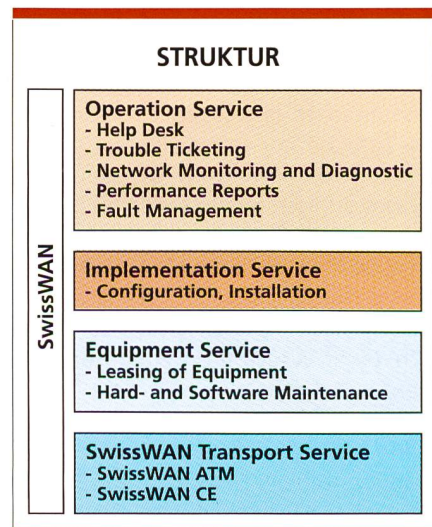 STRUKTUR
SwissWAN
Operation Service
- Help Desk
- Trouble Ticketing
- Network Monitoring and Diagnostic
- Performance Reports
- Fault Management
Implementation Service
- Configuration, Installation
Equipment Service
- Leasing of Equipment
- Hard- and Software Maintenance
SwissWAN Transport Service
- SwissWAN ATM
- SwissWAN CE